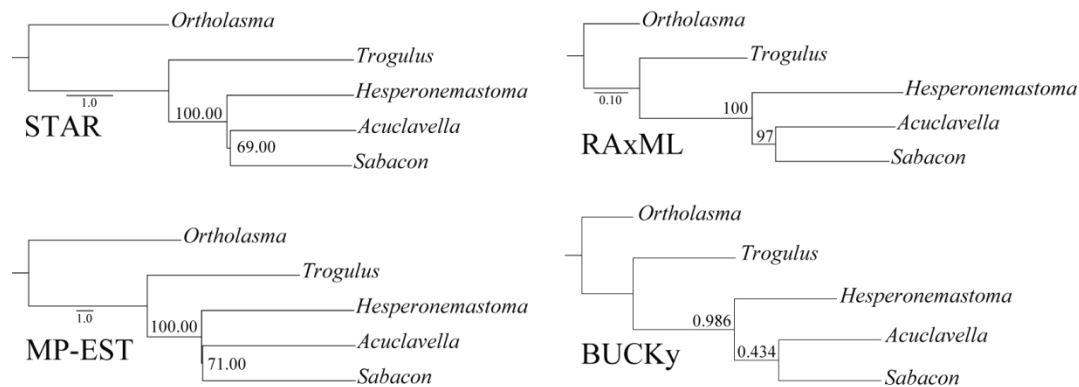 Ortholasma
Trogulus
Hesperonemastoma
Acuclavella
Sabacon
100.00
69.00
1.0
STAR
Ortholasma
Trogulus
Hesperonemastoma
Acuclavella
Sabacon
100
97
0.10
RAxML
Ortholasma
Trogulus
Hesperonemastoma
Acuclavella
Sabacon
100.00
71.00
1.0
MP-EST
Ortholasma
Trogulus
Hesperonemastoma
Acuclavella
Sabacon
0.986
0.434
BUCKy